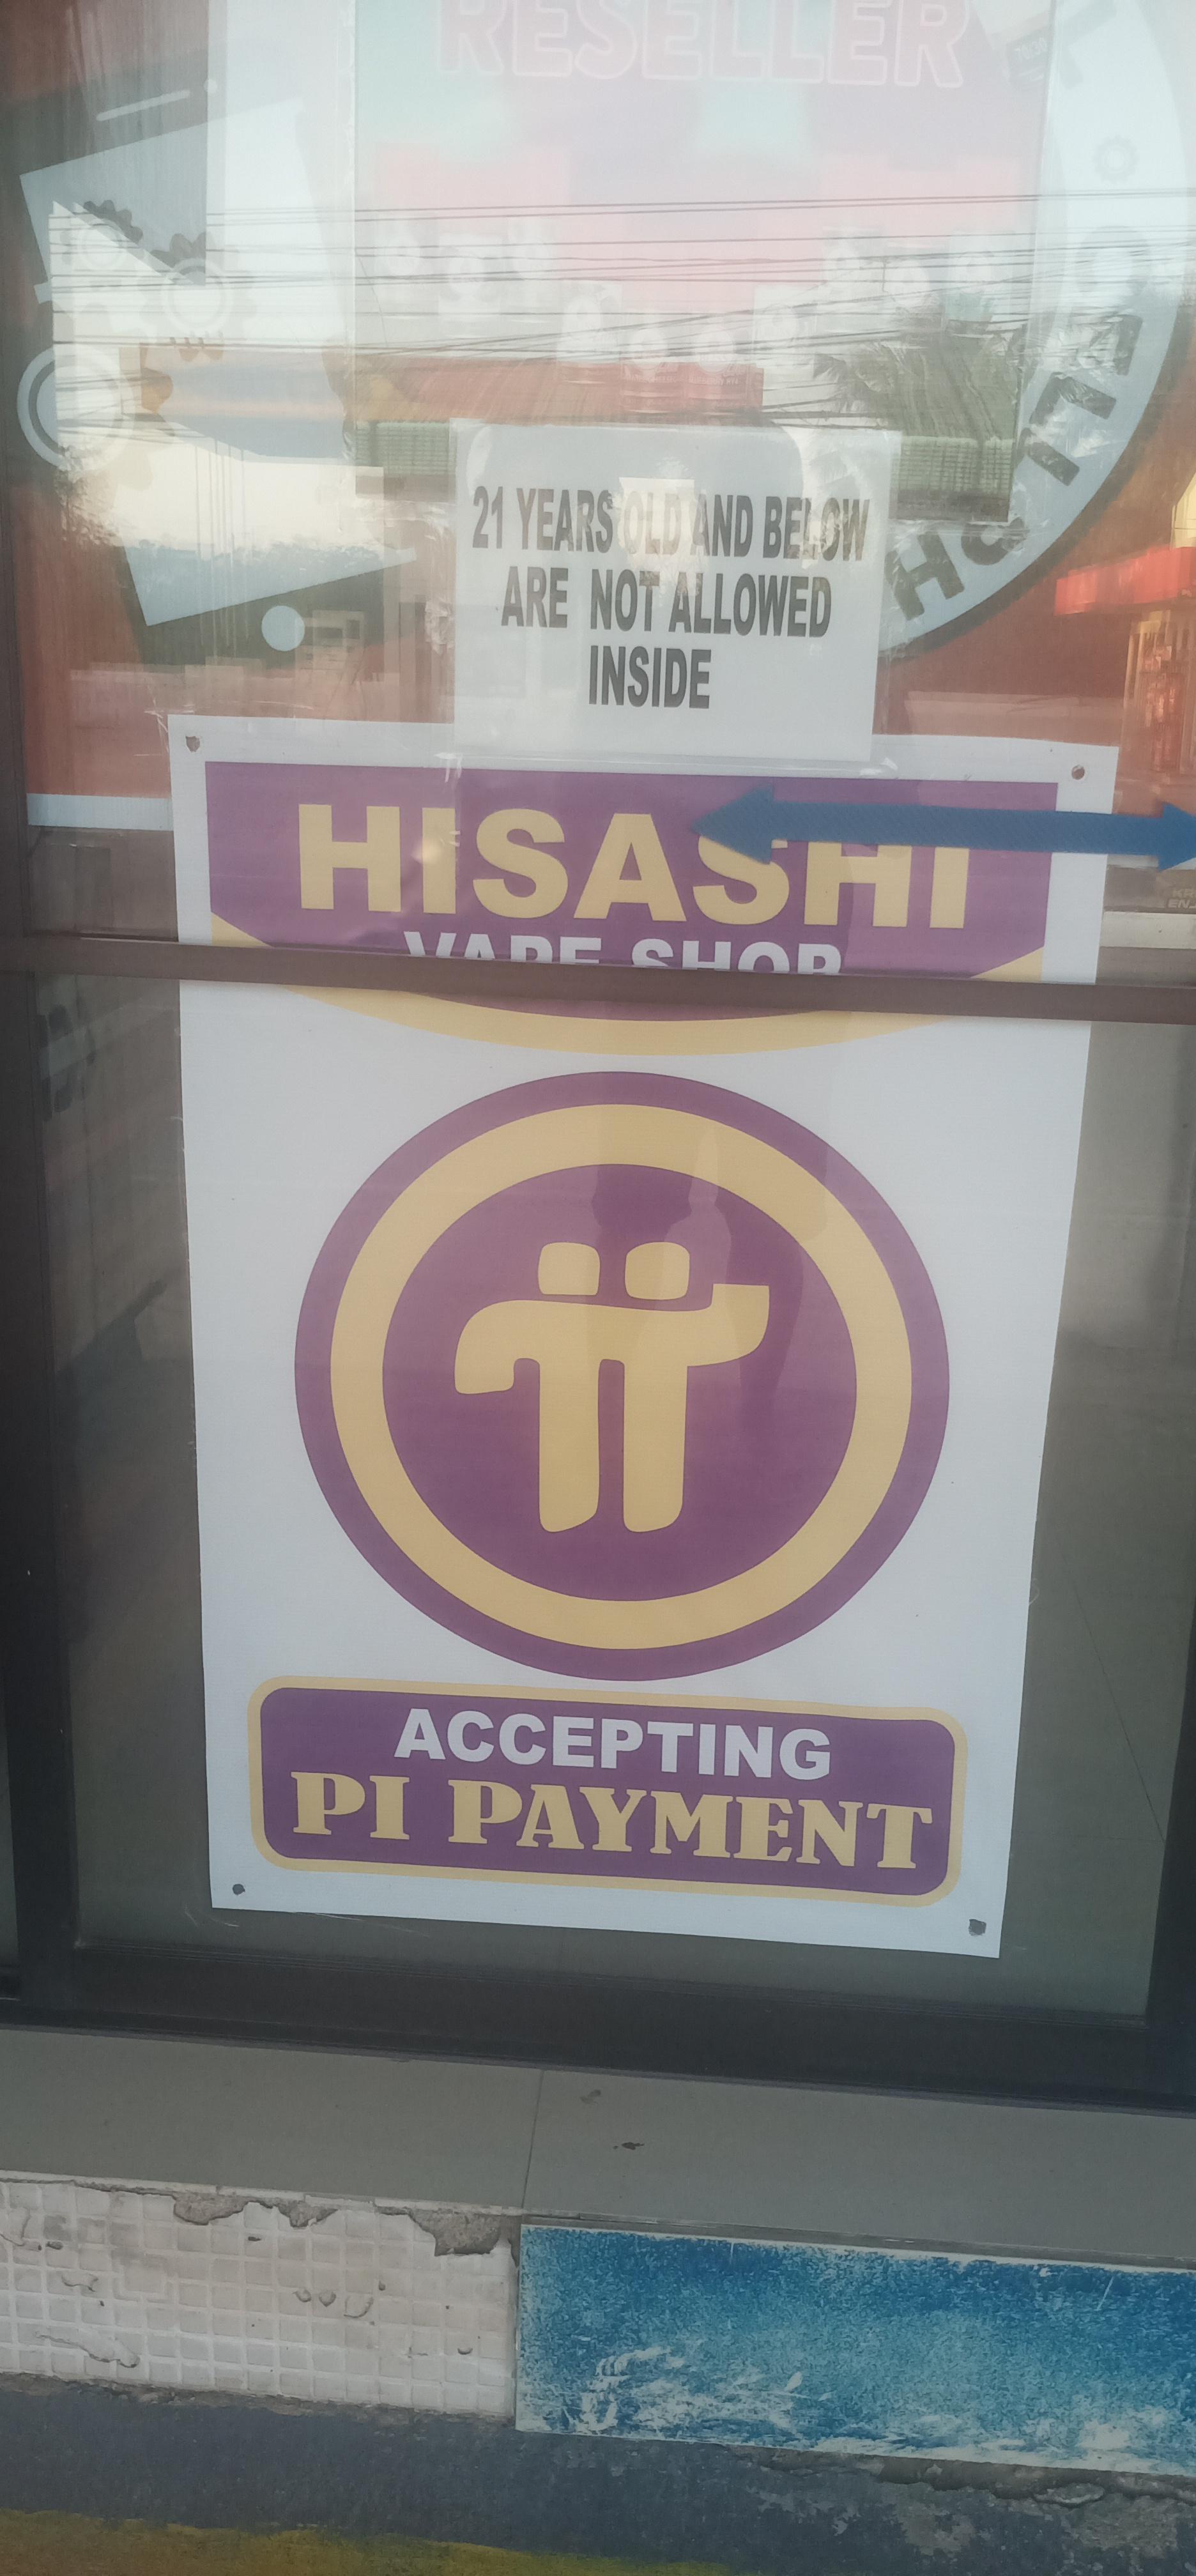 RESELLER
21 YEARS OLD AND BELOW
ARE NOT ALLOWED
INSIDE
HISASHI
VAPE SHOP
ACCEPTING
PI PAYMENT